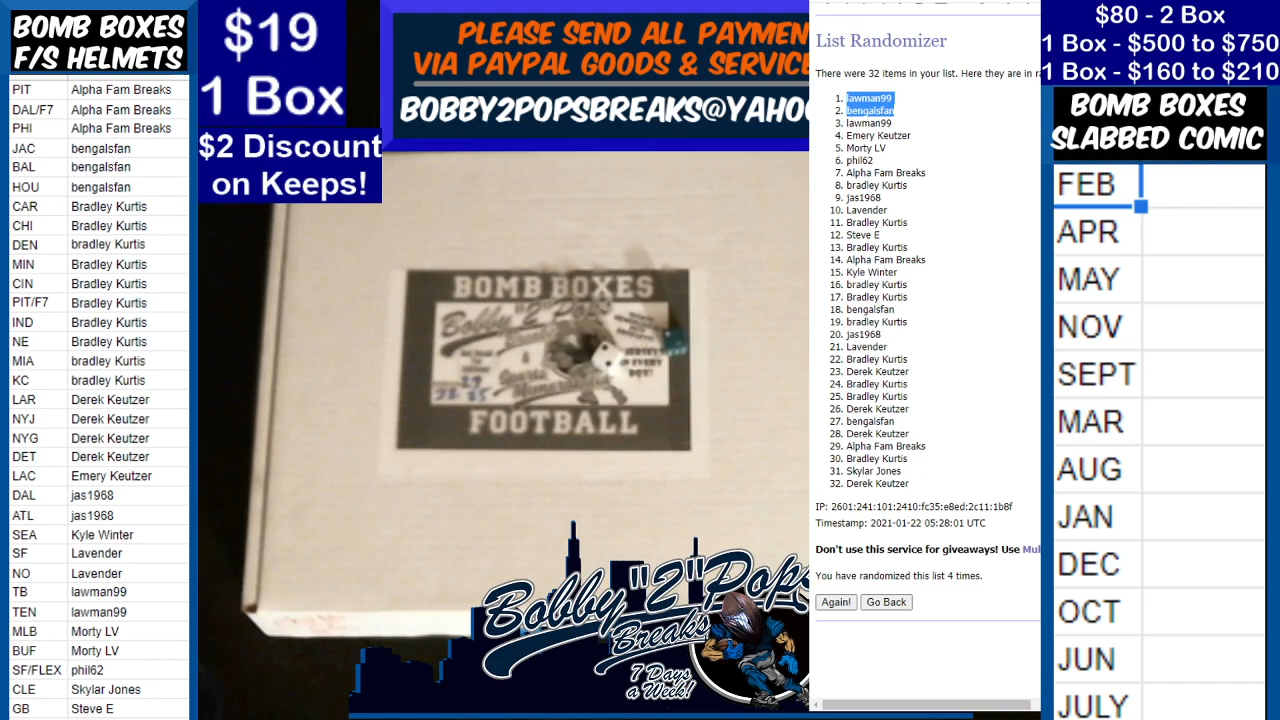 BOMB BOXES
F/S HELMETS
PIT Alpha Fam Breaks
DAL/F7 Alpha Fam Breaks
PHI Alpha Fam Breaks
JAC bengalsfan
BAL bengalsfan
HOU bengalsfan
CAR Bradley Kurtis
CHI Bradley Kurtis
DEN bradley Kurtis
MIN Bradley Kurtis
CIN Bradley Kurtis
PIT/F7 Bradley Kurtis
IND Bradley Kurtis
NE Bradley Kurtis
MIA bradley Kurtis
KC bradley Kurtis
LAR Derek Keutzer
NYJ Derek Keutzer
NYG Derek Keutzer
DET Derek Keutzer
LAC Emery Keutzer
DAL jas1968
ATL jas1968
SEA Kyle Winter
SF Lavender
NO Lavender
TB lawman99
TEN lawman99
MLB Morty LV
BUF Morty LV
SF/FLEX phil62
CLE Skylar Jones
GB Steve E
$19
1 Box
$2 Discount
on Keeps!
PLEASE SEND ALL PAYMEN
VIA PAYPAL GOODS & SERVICE
BOBBY2POPSBREAKS@YAHO
BOMB BOXES
Bobby "2" Pops
FOOTBALL
Bobby "2" Pops
Breaks
7 Days
a Week!
List Randomizer
There were 32 items in your list. Here they are in ra
1. lawman99
2. bengalsfan
3. lawman99
4. Emery Keutzer
5. Morty LV
6. phil62
7. Alpha Fam Breaks
8. bradley Kurtis
9. jas1968
10. Lavender
11. Bradley Kurtis
12. Steve E
13. Bradley Kurtis
14. Alpha Fam Breaks
15. Kyle Winter
16. bradley Kurtis
17. Bradley Kurtis
18. bengalsfan
19. bradley Kurtis
20. jas1968
21. Lavender
22. Bradley Kurtis
23. Derek Keutzer
24. Bradley Kurtis
25. Bradley Kurtis
26. Derek Keutzer
27. bengalsfan
28. Derek Keutzer
29. Alpha Fam Breaks
30. Bradley Kurtis
31. Skylar Jones
32. Derek Keutzer
IP: 2601:241:101:2410:fc35:e8ed:2c11:1b8f
Timestamp: 2021-01-22 05:28:01 UTC
Don't use this service for giveaways! Use Mul
You have randomized this list 4 times.
Again! Go Back
$80 - 2 Box
1 Box - $500 to $750
1 Box - $160 to $210
BOMB BOXES
SLABBED COMIC
FEB
APR
MAY
NOV
SEPT
MAR
AUG
JAN
DEC
OCT
JUN
JULY